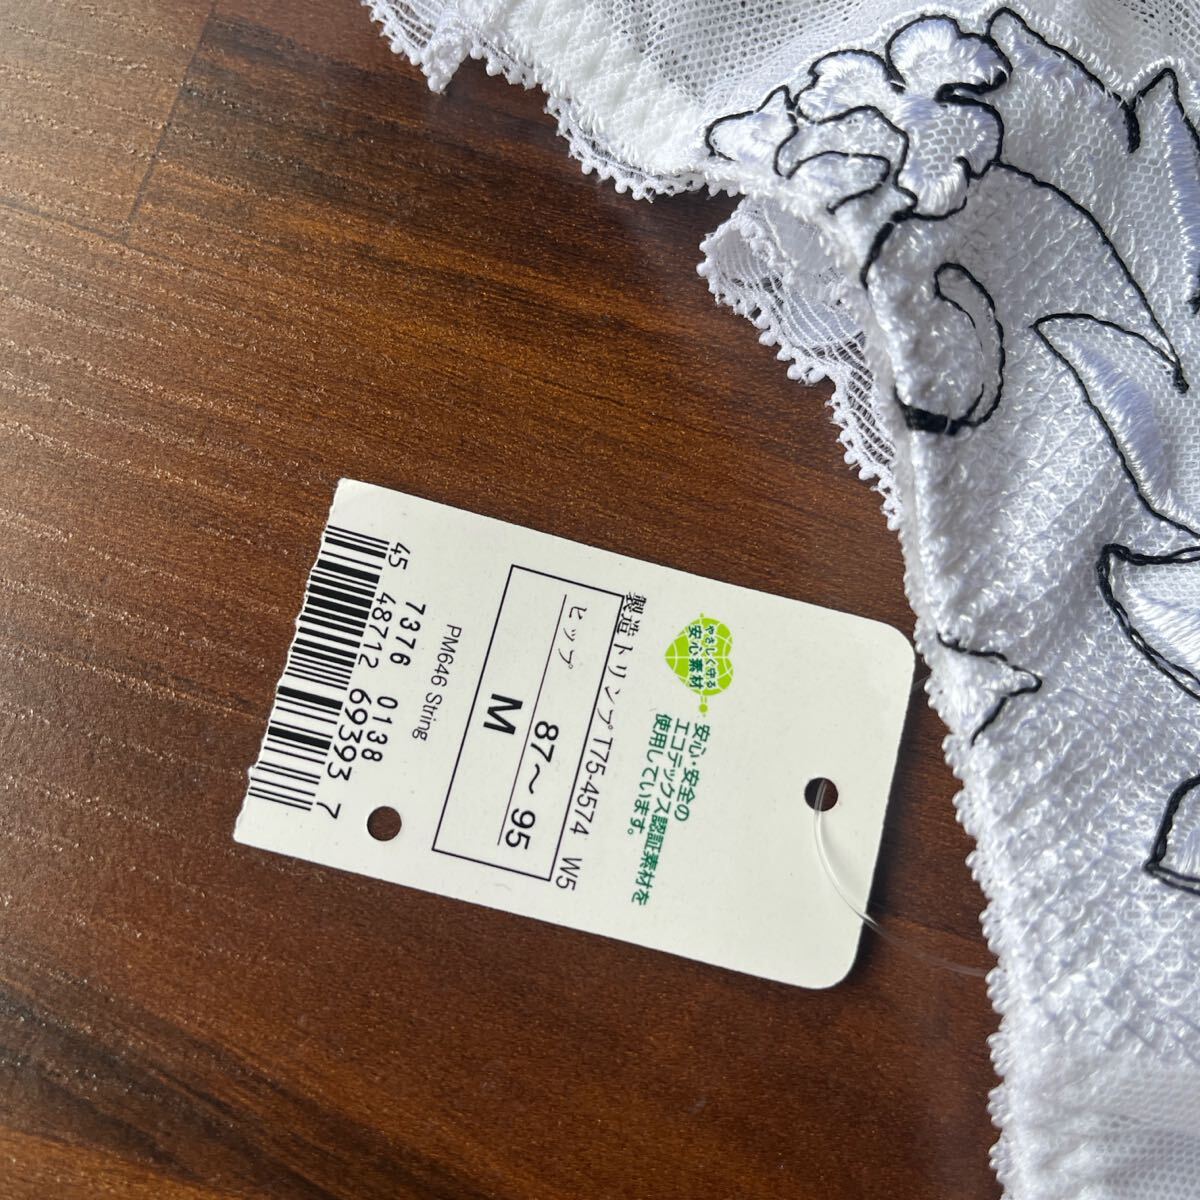 やさしく守る
安心素材
安心・安全の
エコテックス認証素材を
使用しています。
製造トリンプT75-4574 W5
ヒップ 87～95
M
PM646 String
7376 0138
45 48712 69393 7